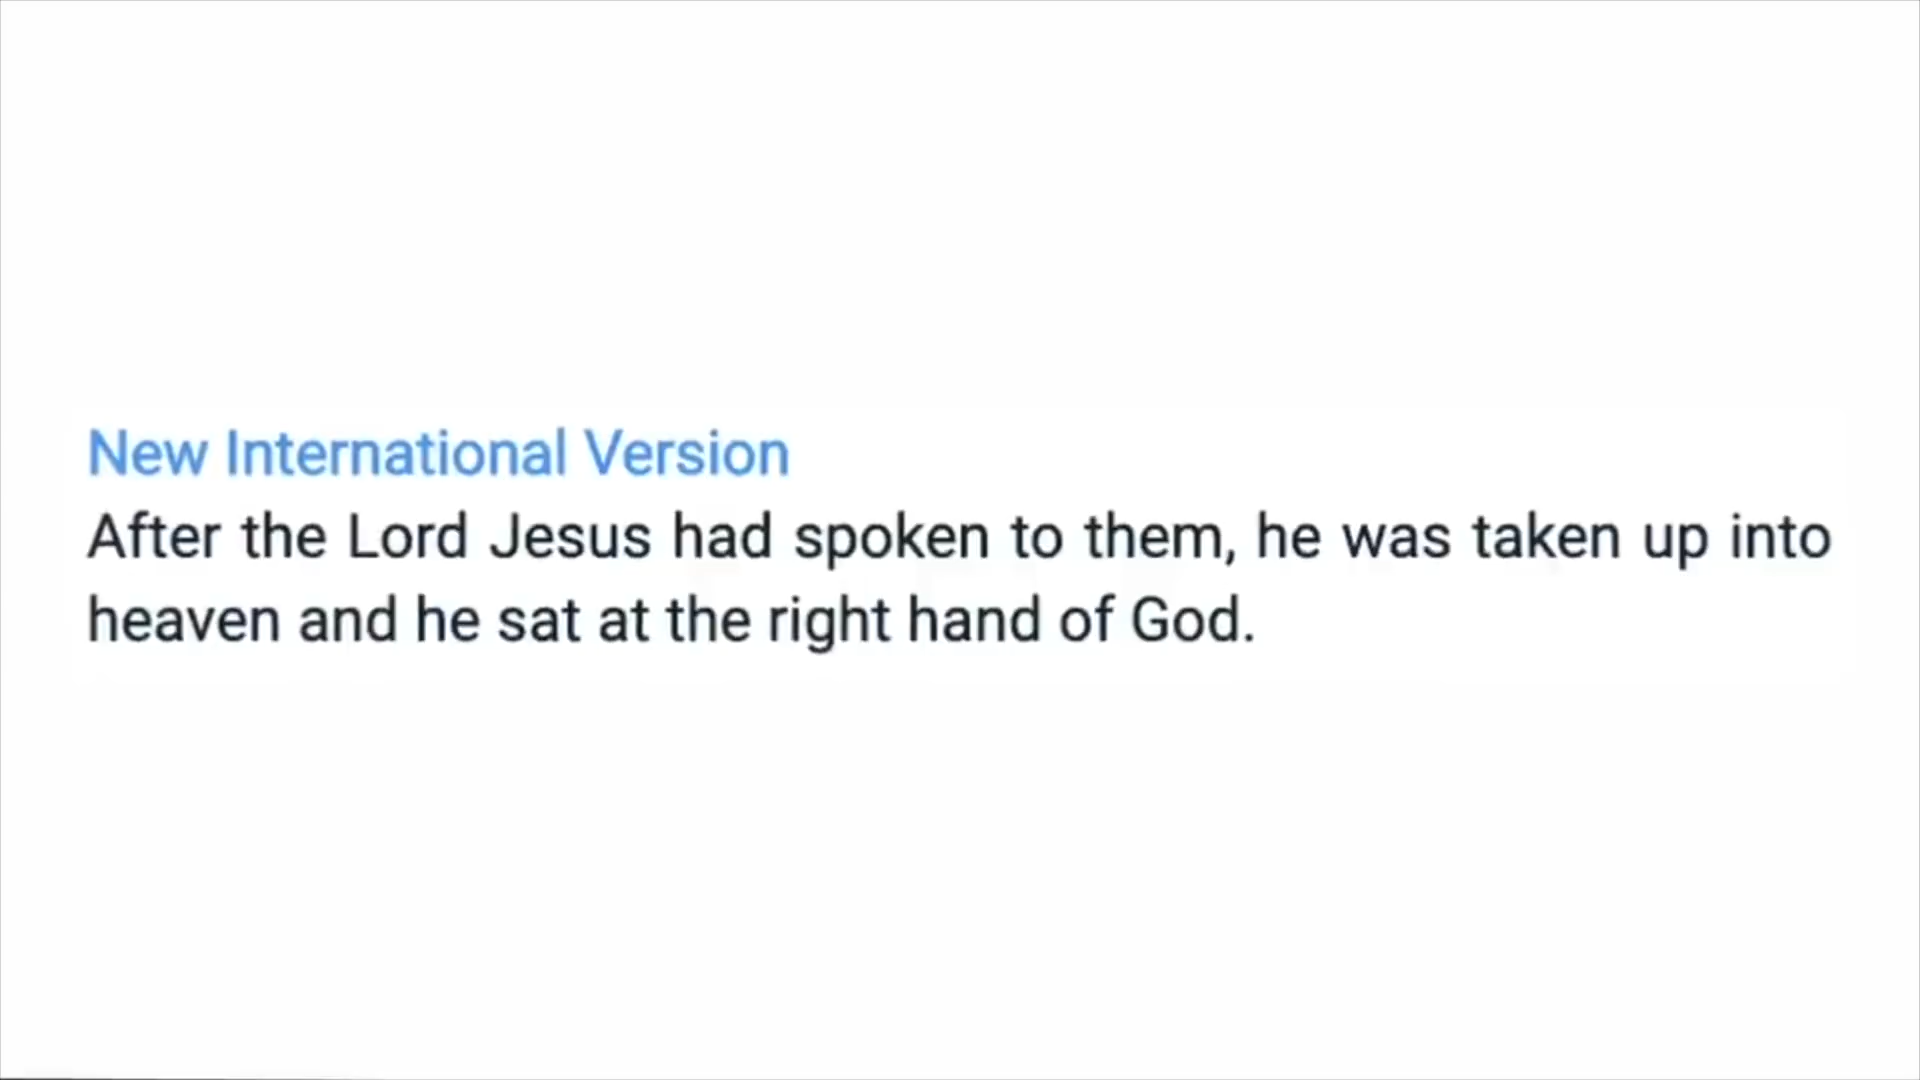 New International Version
After the Lord Jesus had spoken to them, he was taken up into
heaven and he sat at the right hand of God.